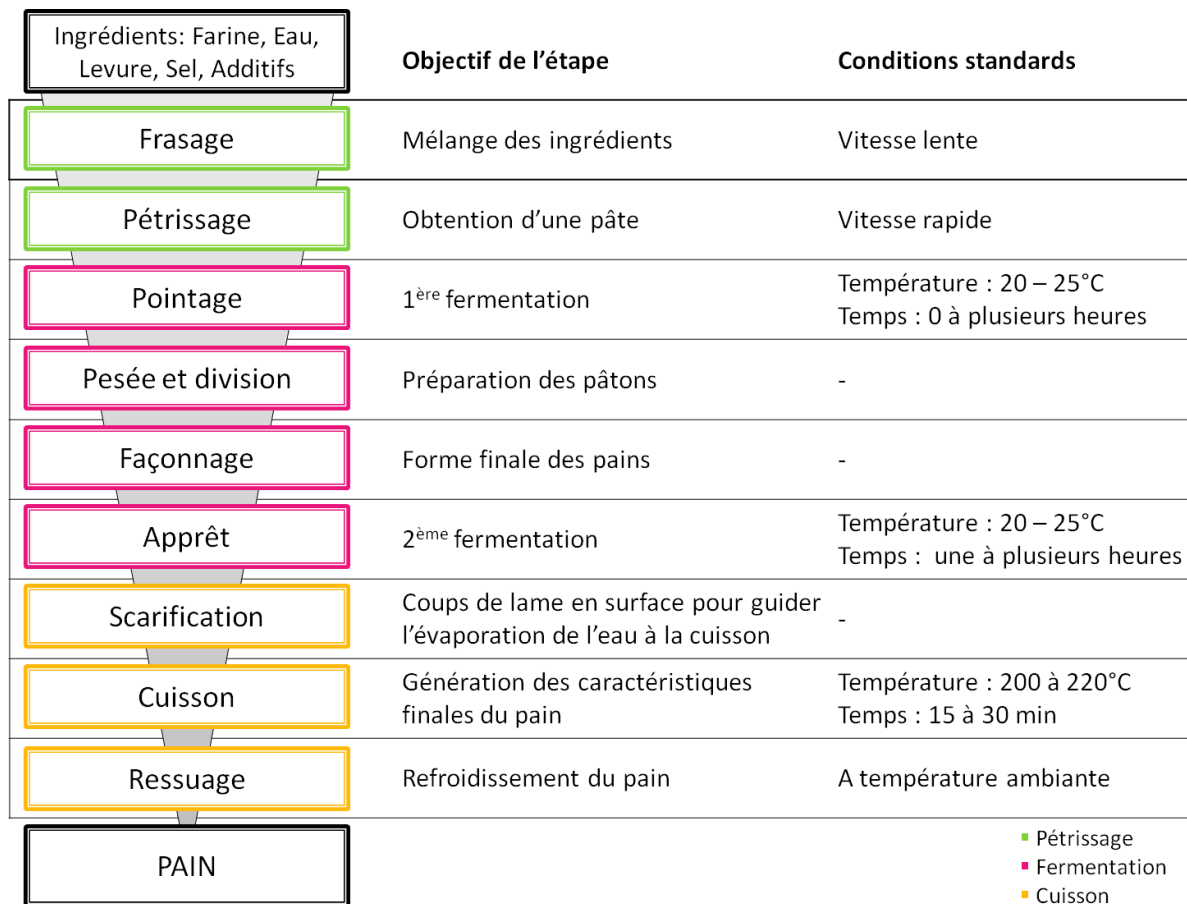 Ingrédients: Farine, Eau,
Levure, Sel, Additifs
Objectif de l’étape
Conditions standards
Frasage
Mélange des ingrédients
Vitesse lente
Pétrissage
Obtention d’une pâte
Vitesse rapide
Pointage
1ère fermentation
Température : 20 – 25°C
Temps : 0 à plusieurs heures
Pesée et division
Préparation des pâtons
-
Façonnage
Forme finale des pains
-
Apprêt
2ème fermentation
Température : 20 – 25°C
Temps : une à plusieurs heures
Scarification
Coups de lame en surface pour guider
l’évaporation de l’eau à la cuisson
-
Cuisson
Génération des caractéristiques
finales du pain
Température : 200 à 220°C
Temps : 15 à 30 min
Ressuage
Refroidissement du pain
A température ambiante
PAIN
Pétrissage
Fermentation
Cuisson